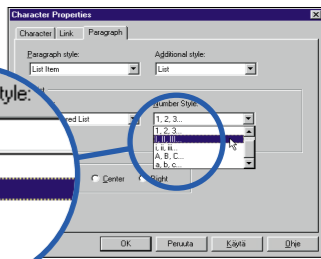 Character Properties
Character Link Paragraph
Paragraph style: Additional style:
List Item List
tyle: Number Style:
red List 1, 2, 3...
1, 2, 3...
I, II, III...
i, ii, iii...
A, B, C...
a, b, c...
Center Right
OK Peruuta Käytä Ohje